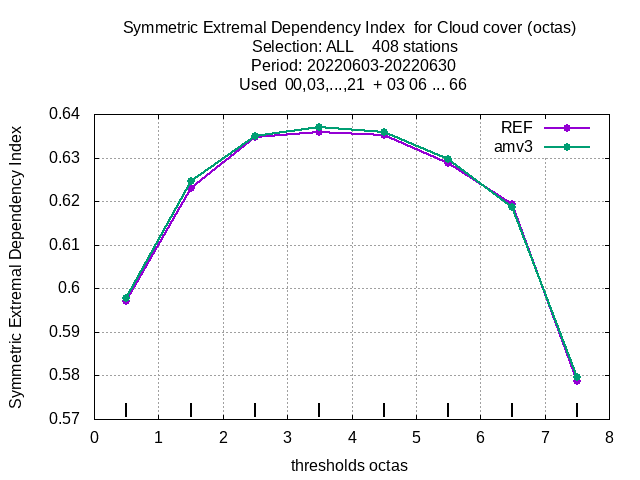 Symmetric Extremal Dependency Index  for Cloud cover (octas)
Selection: ALL    408 stations
Period: 20220603-20220630
Used  00,03,...,21  + 03 06 ... 66
Symmetric Extremal Dependency Index
0.64
0.63
0.62
0.61
0.6
0.59
0.58
0.57
REF
amv3
0 1 2 3 4 5 6 7 8
thresholds octas